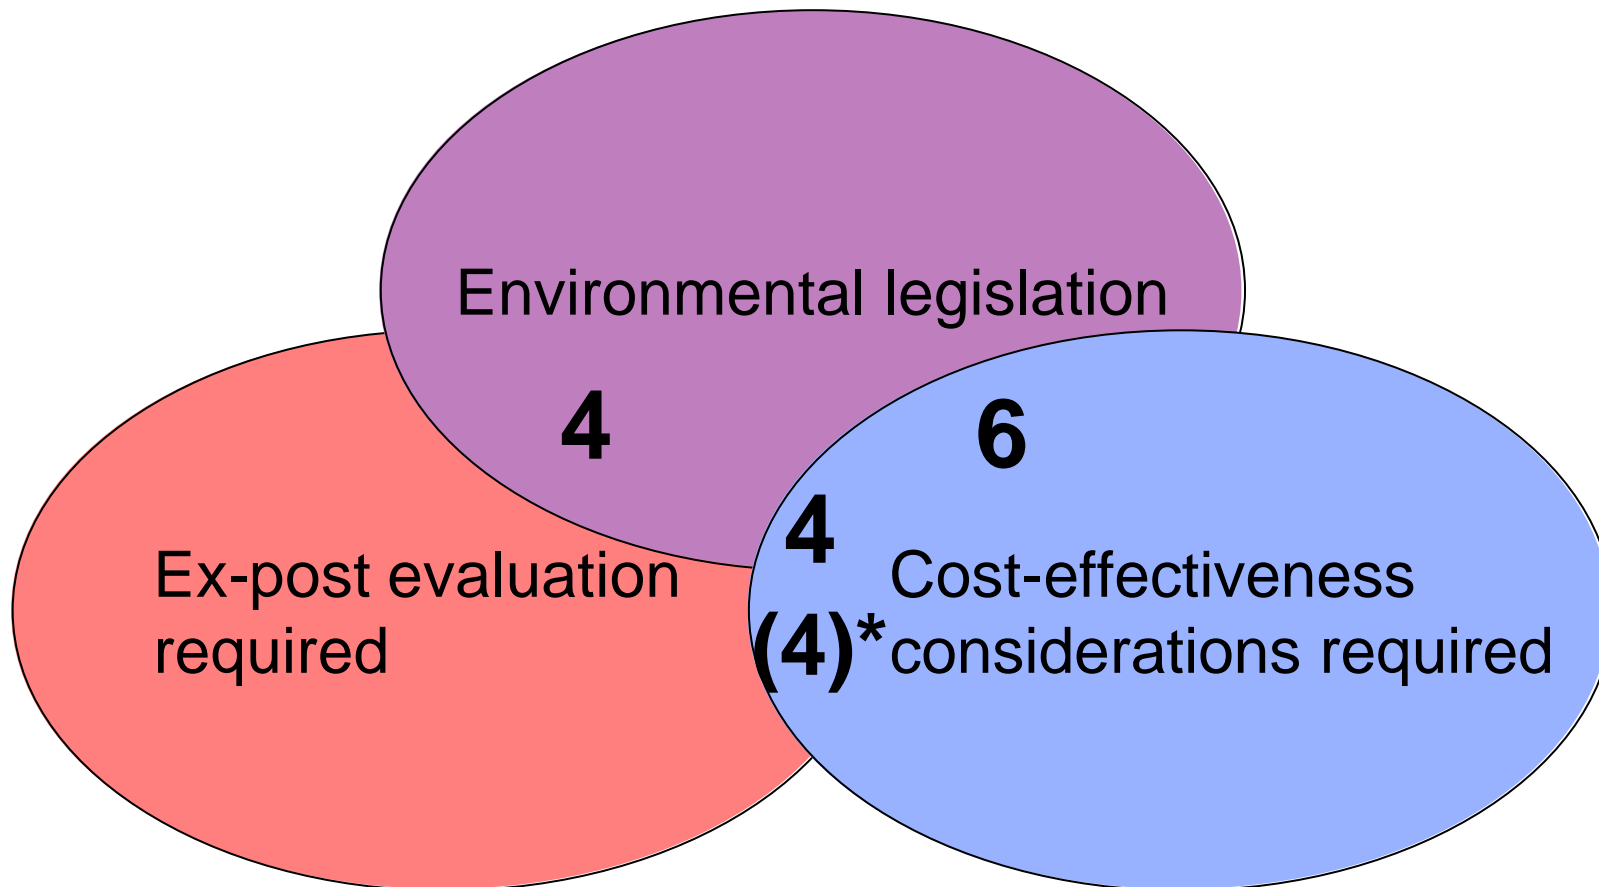 Environmental legislation
4
6
4
Ex-post evaluation
required
Cost-effectiveness
(4)*
considerations required